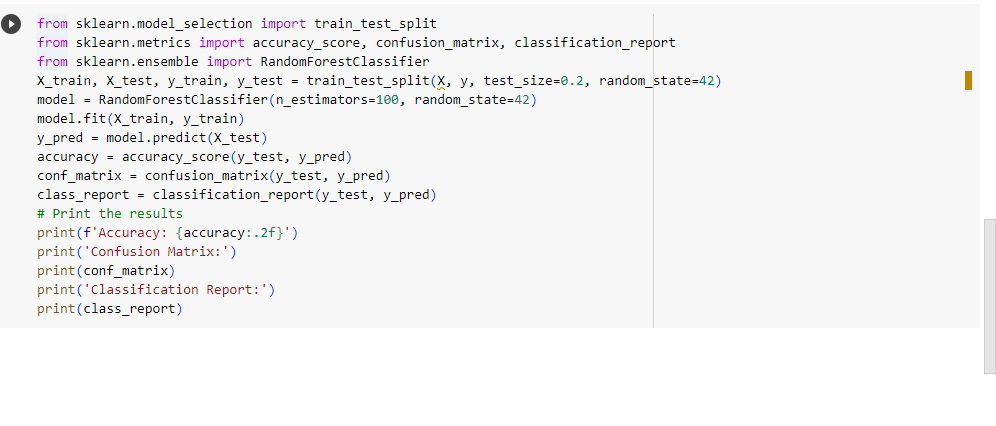 from sklearn.model_selection import train_test_split
from sklearn.metrics import accuracy_score, confusion_matrix, classification_report
from sklearn.ensemble import RandomForestClassifier
X_train, X_test, y_train, y_test = train_test_split(X, y, test_size=0.2, random_state=42)
model = RandomForestClassifier(n_estimators=100, random_state=42)
model.fit(X_train, y_train)
y_pred = model.predict(X_test)
accuracy = accuracy_score(y_test, y_pred)
conf_matrix = confusion_matrix(y_test, y_pred)
class_report = classification_report(y_test, y_pred)
# Print the results
print(f'Accuracy: {accuracy:.2f}')
print('Confusion Matrix:')
print(conf_matrix)
print('Classification Report:')
print(class_report)